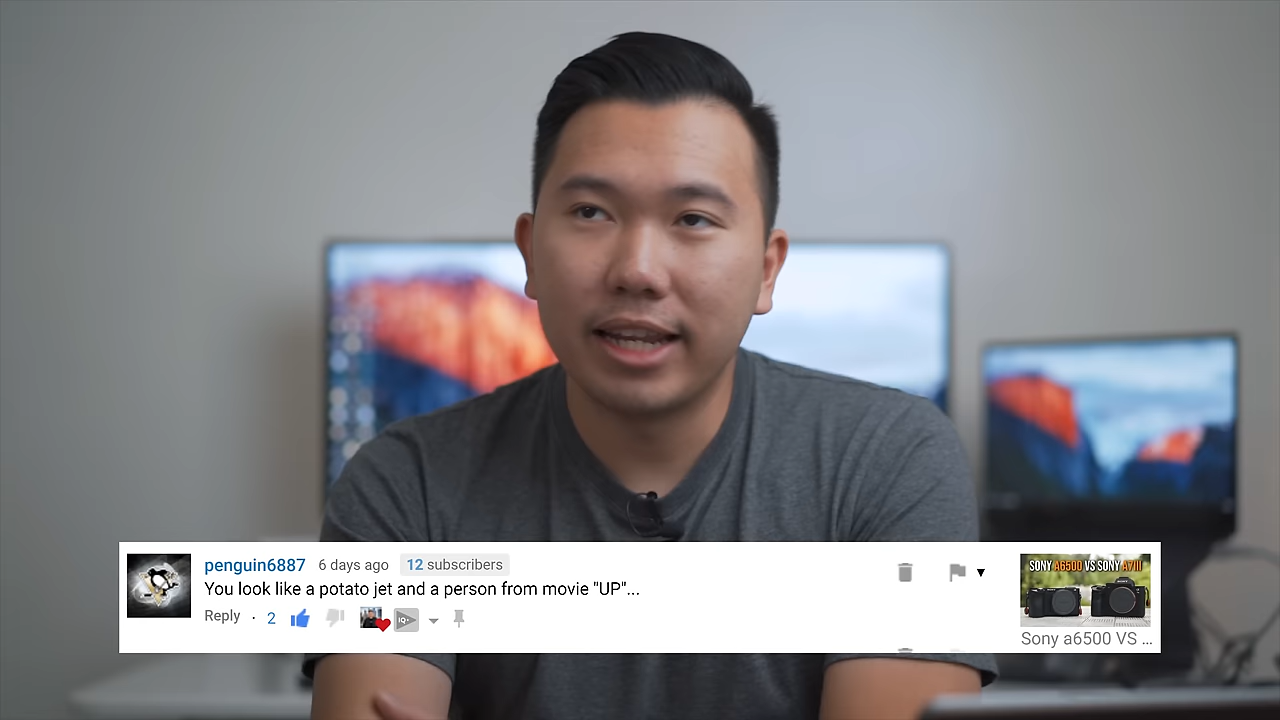 penguin6887 6 days ago 12 subscribers
You look like a potato jet and a person from movie "UP"...
Reply · 2 IQ+
SONY A6500 VS SONY A7III
Sony a6500 VS ...